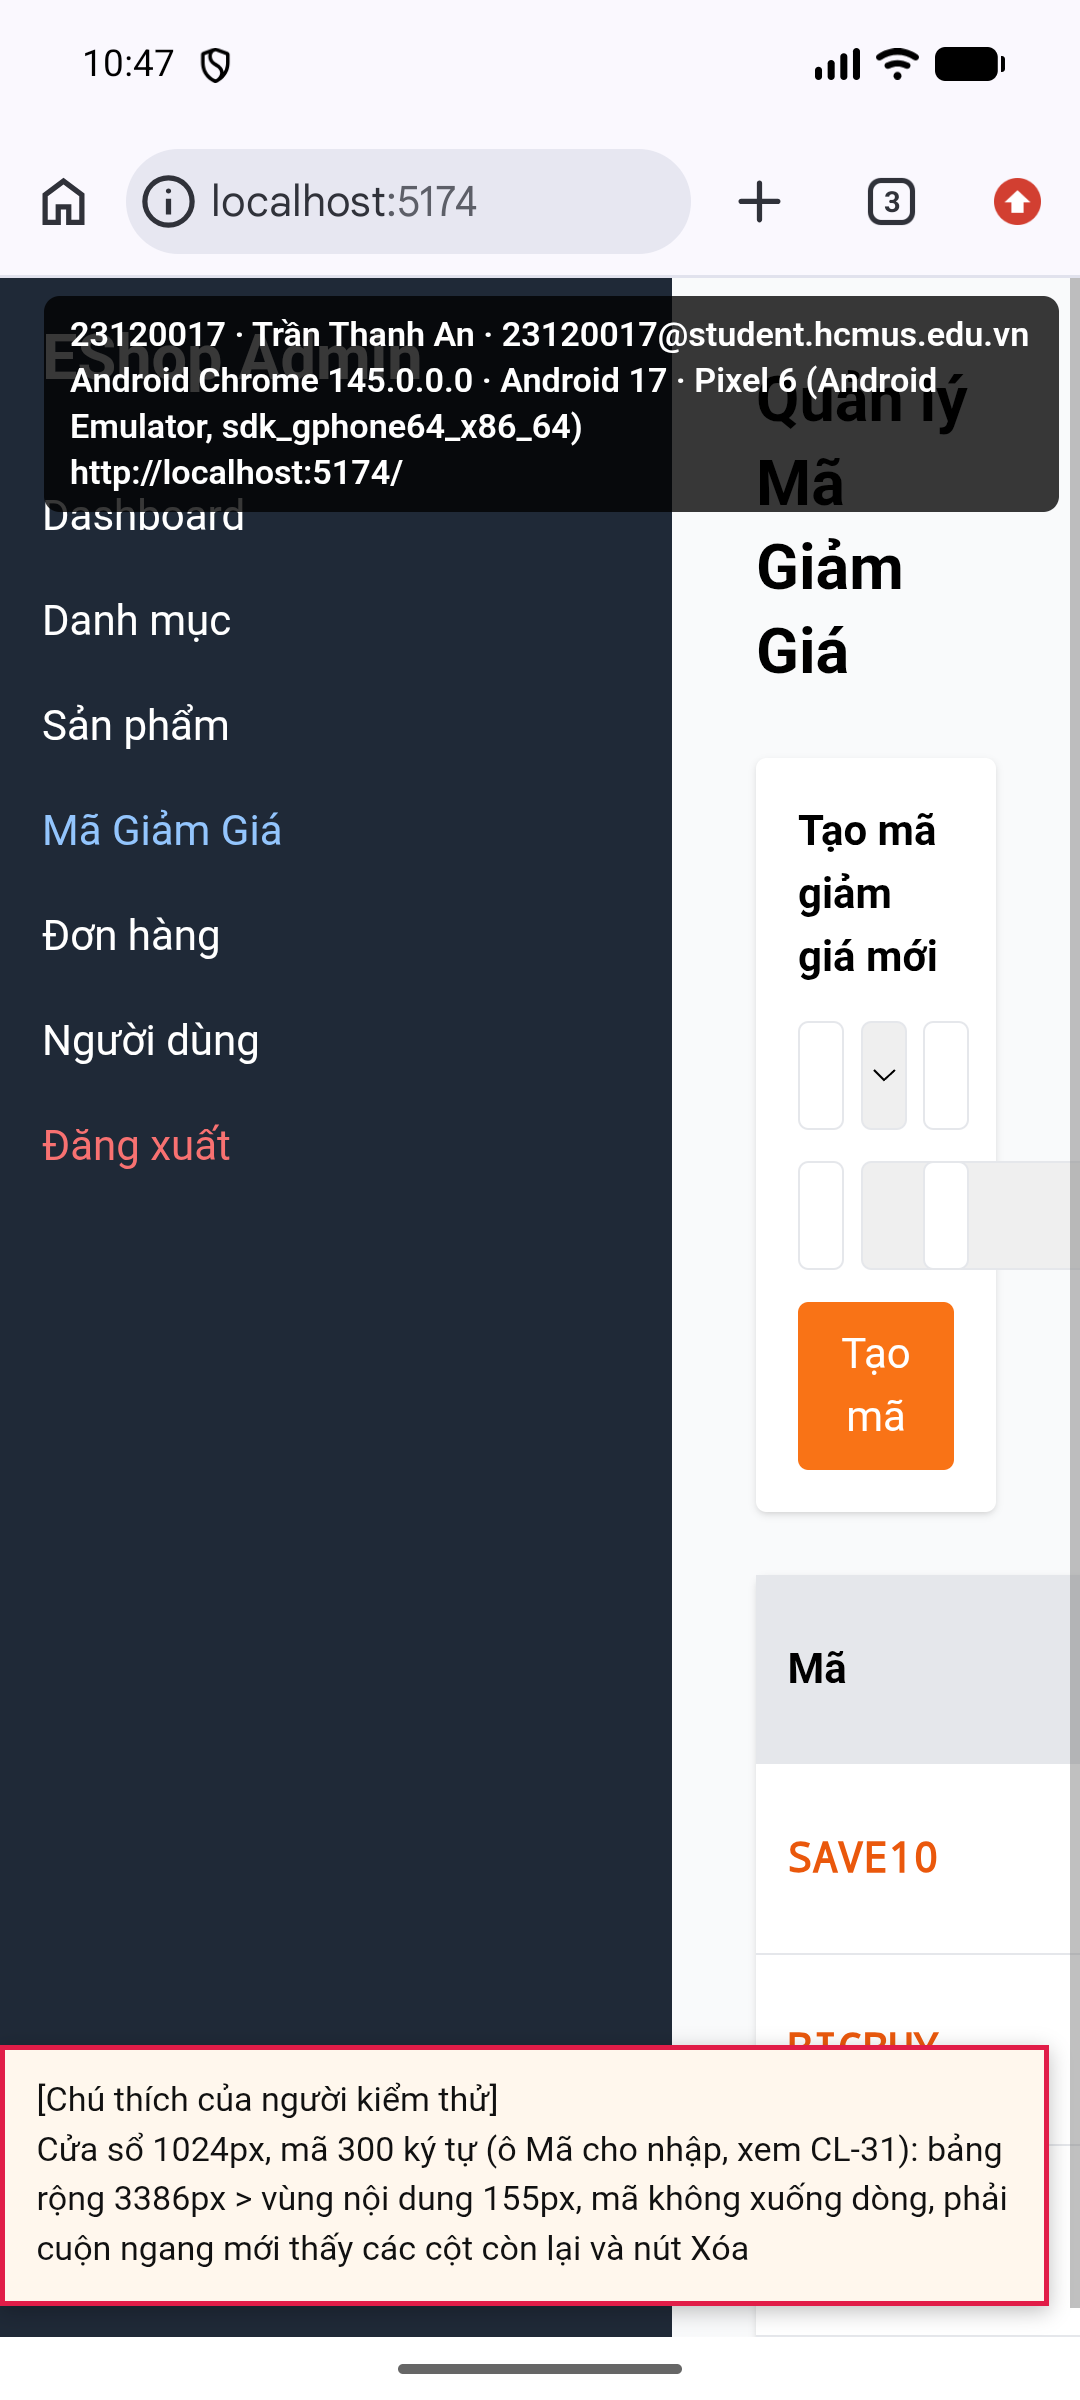 10:47
localhost:5174
3
23120017 · Trần Thanh An · 23120017@student.hcmus.edu.vn
Android Chrome 145.0.0.0 · Android 17 · Pixel 6 (Android
Emulator, sdk_gphone64_x86_64)
http://localhost:5174/
EShop Admin
Dashboard
Danh mục
Sản phẩm
Mã Giảm Giá
Đơn hàng
Người dùng
Đăng xuất
Quản lý
Mã
Giảm
Giá
Tạo mã
giảm
giá mới
Tạo
mã
Mã
SAVE10
BIGBUY
[Chú thích của người kiểm thử]
Cửa sổ 1024px, mã 300 ký tự (ô Mã cho nhập, xem CL-31): bảng
rộng 3386px > vùng nội dung 155px, mã không xuống dòng, phải
cuộn ngang mới thấy các cột còn lại và nút Xóa